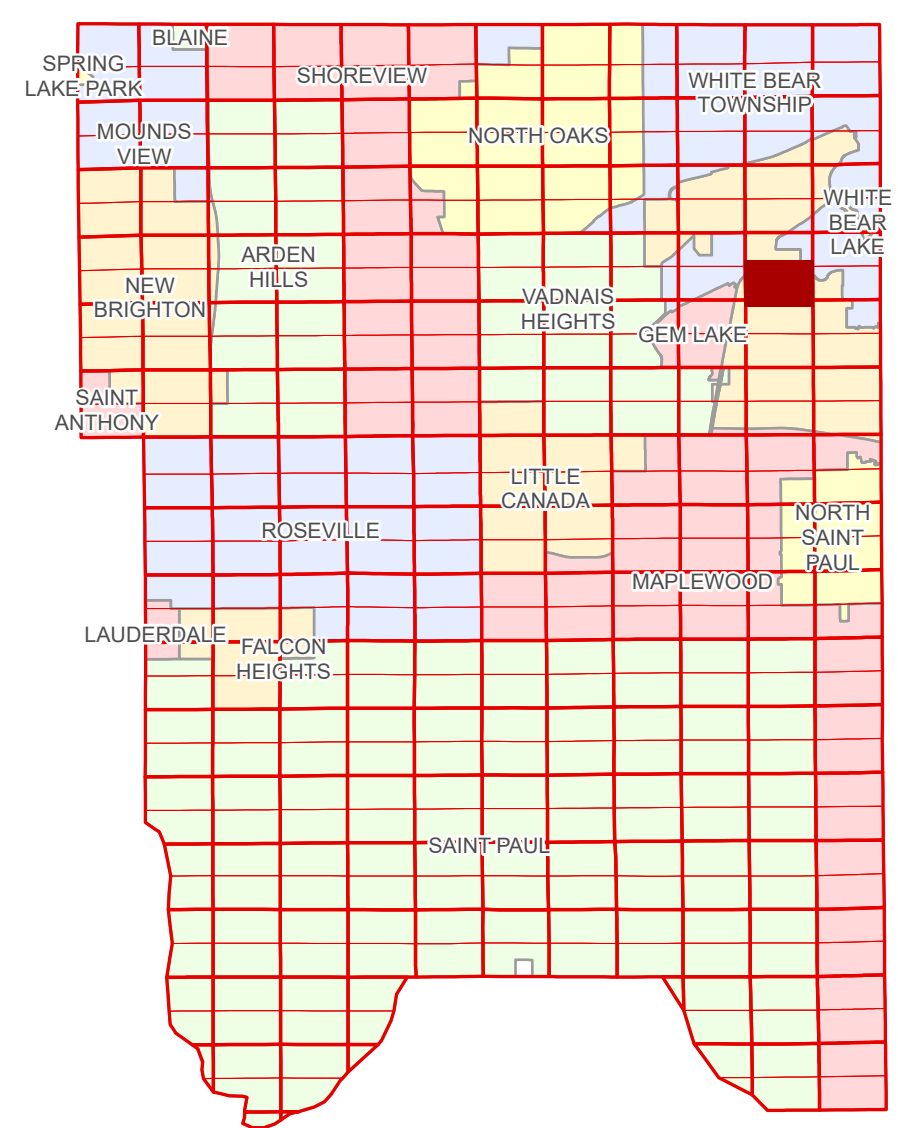 BLAINE
SPRING
LAKE PARK
SHOREVIEW
WHITE BEAR
TOWNSHIP
MOUNDS
VIEW
NORTH OAKS
WHITE
BEAR
LAKE
ARDEN
HILLS
NEW
BRIGHTON
VADNAIS
HEIGHTS
GEM LAKE
SAINT
ANTHONY
LITTLE
CANADA
NORTH
SAINT
PAUL
ROSEVILLE
MAPLEWOOD
LAUDERDALE
FALCON
HEIGHTS
SAINT PAUL